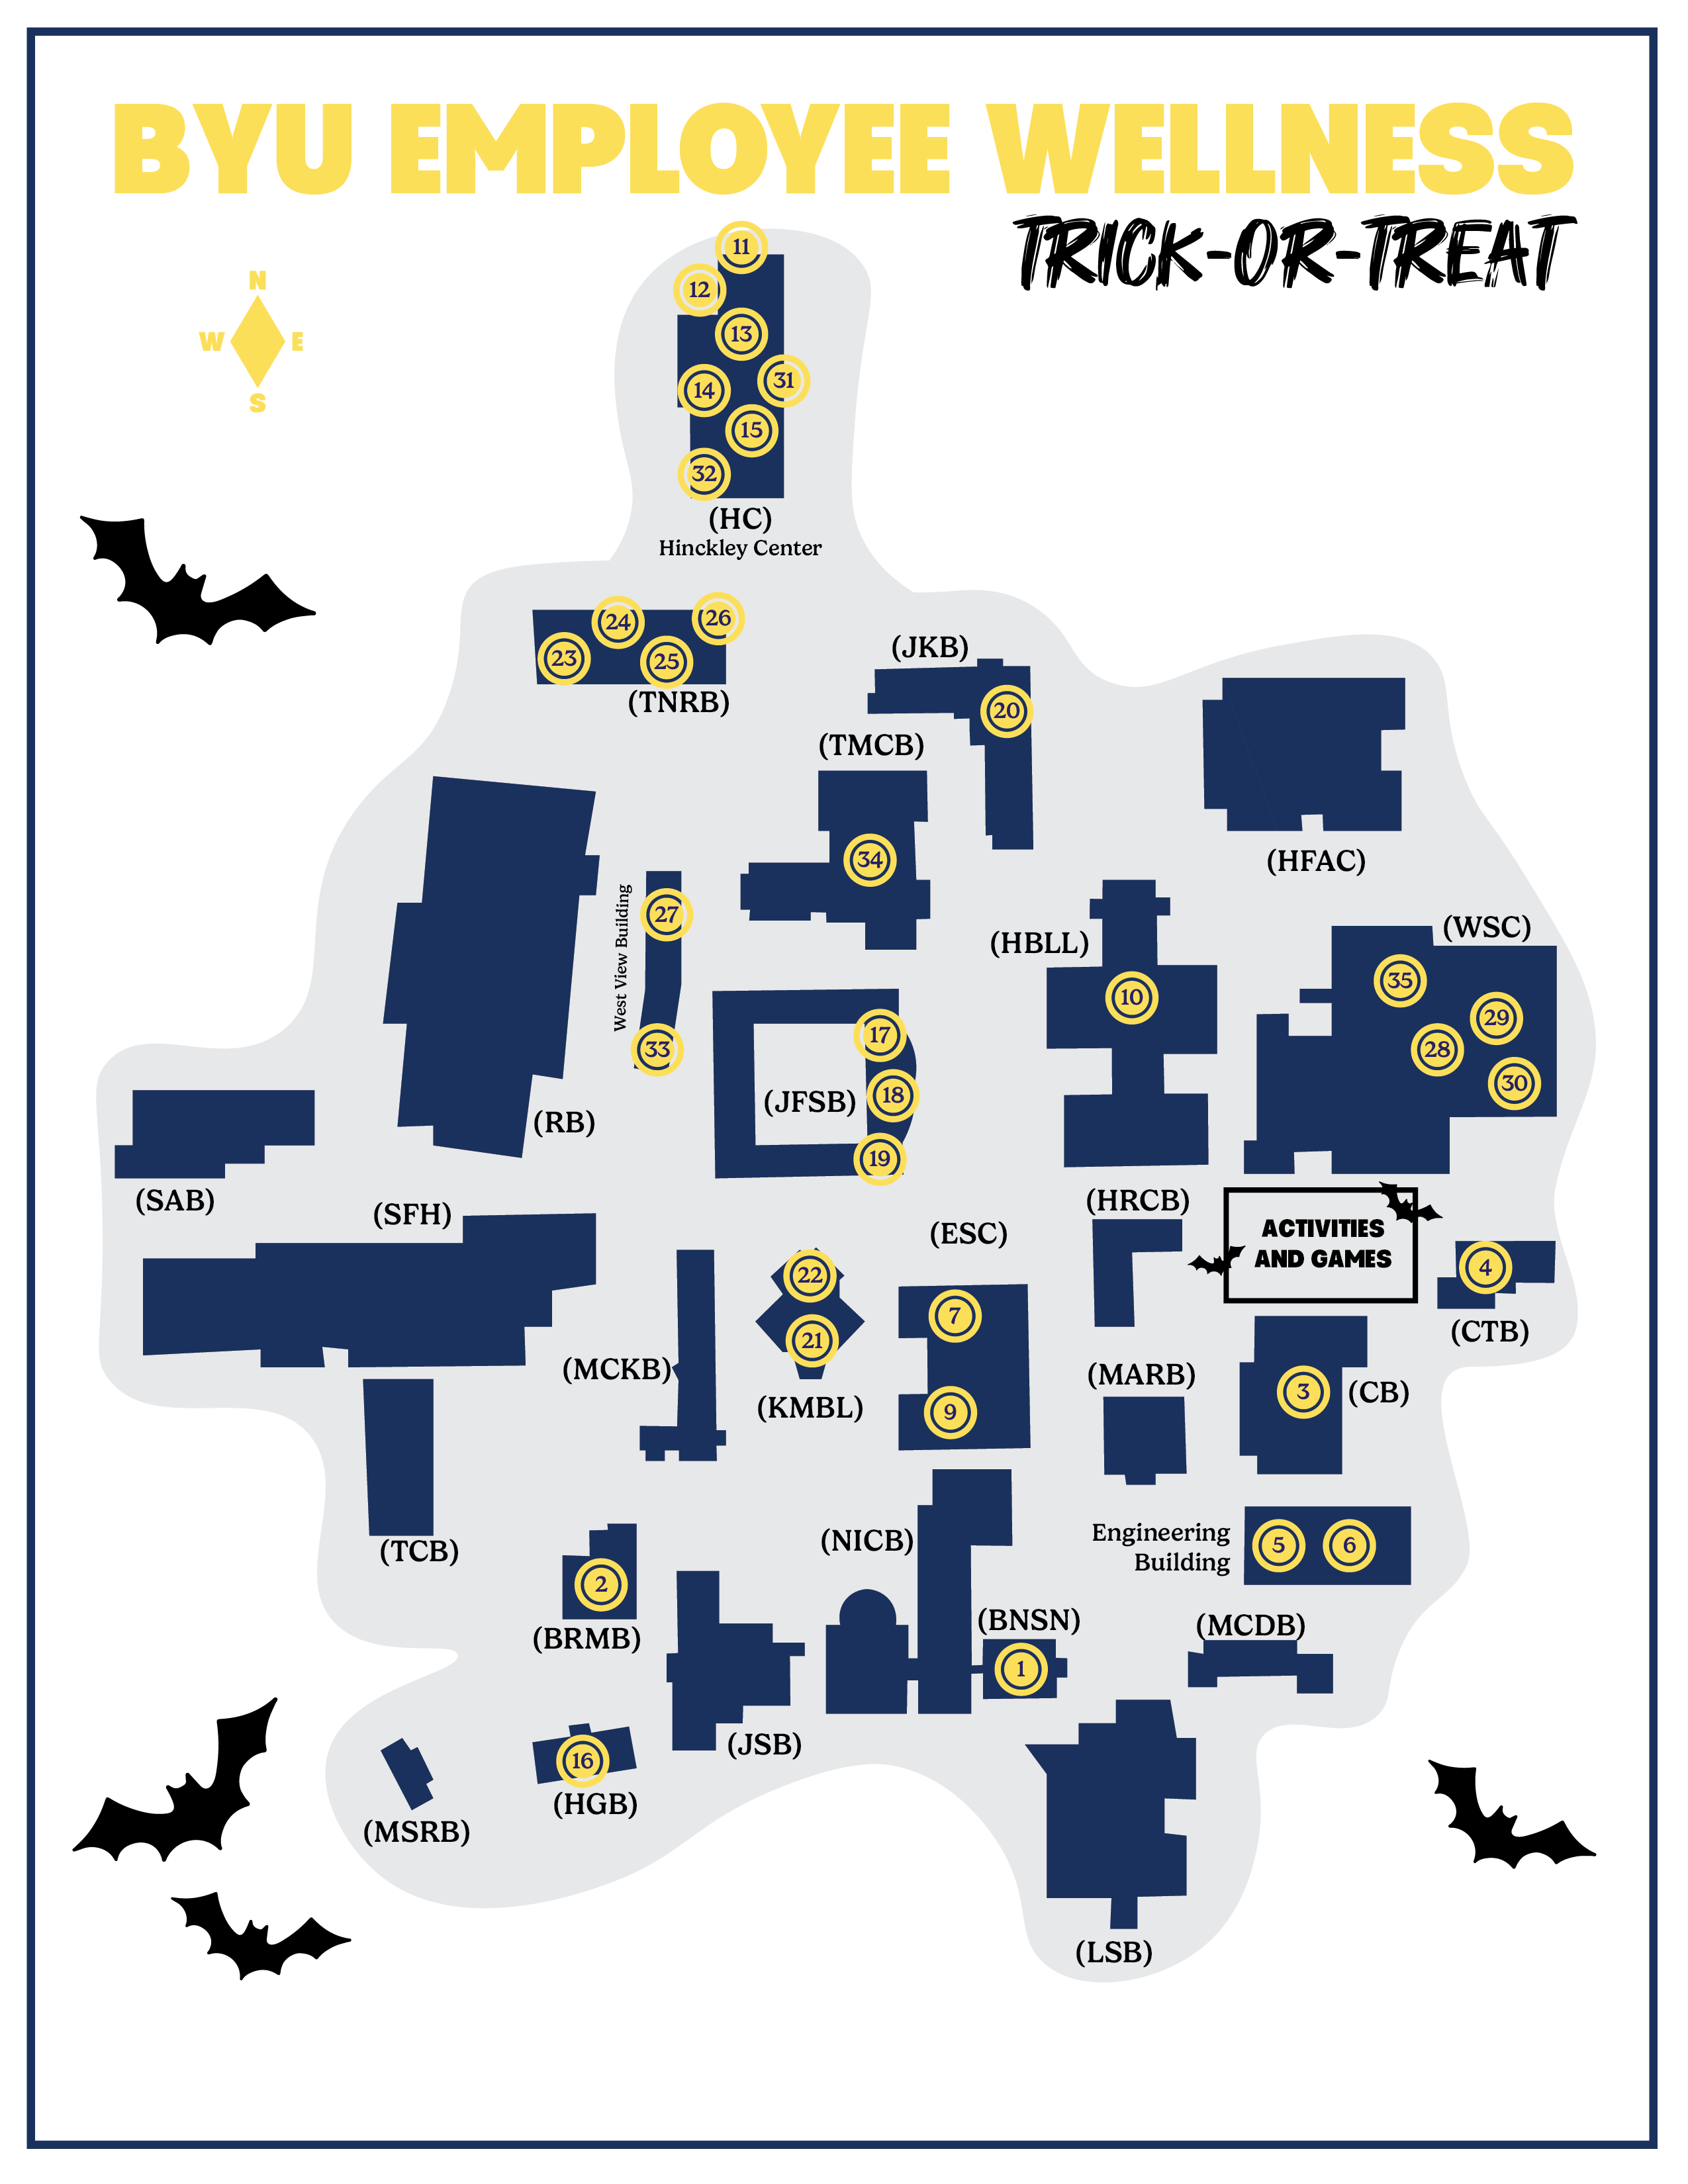 BYU EMPLOYEE WELLNESS
TRICK-OR-TREAT
N
W E
S
11
12
13
31
14
15
32
(HC)
Hinckley Center
24
26
23
25
(TNRB)
(JKB)
20
(TMCB)
34
(HFAC)
27
West View Building
33
(RB)
(HBLL)
10
(WSC)
35
29
28
30
17
(JFSB)
18
19
(SAB)
(SFH)
(HRCB)
ACTIVITIES
AND GAMES
4
(CTB)
(ESC)
7
9
22
21
(KMBL)
(MCKB)
(MARB)
3
(CB)
(TCB)
2
(BRMB)
(NICB)
Engineering
Building
5
6
(BNSN)
1
(MCDB)
(JSB)
16
(HGB)
(MSRB)
(LSB)